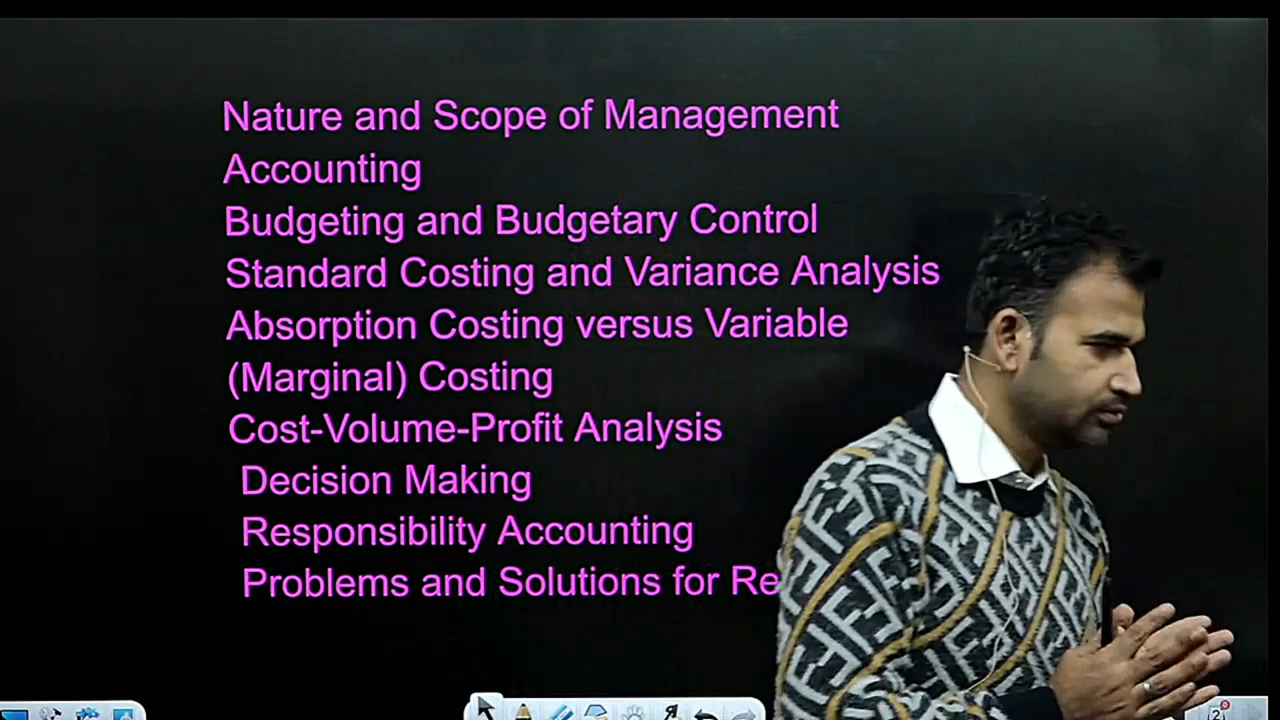 Nature and Scope of Management
Accounting
Budgeting and Budgetary Control
Standard Costing and Variance Analysis
Absorption Costing versus Variable
(Marginal) Costing
Cost-Volume-Profit Analysis
Decision Making
Responsibility Accounting
Problems and Solutions for